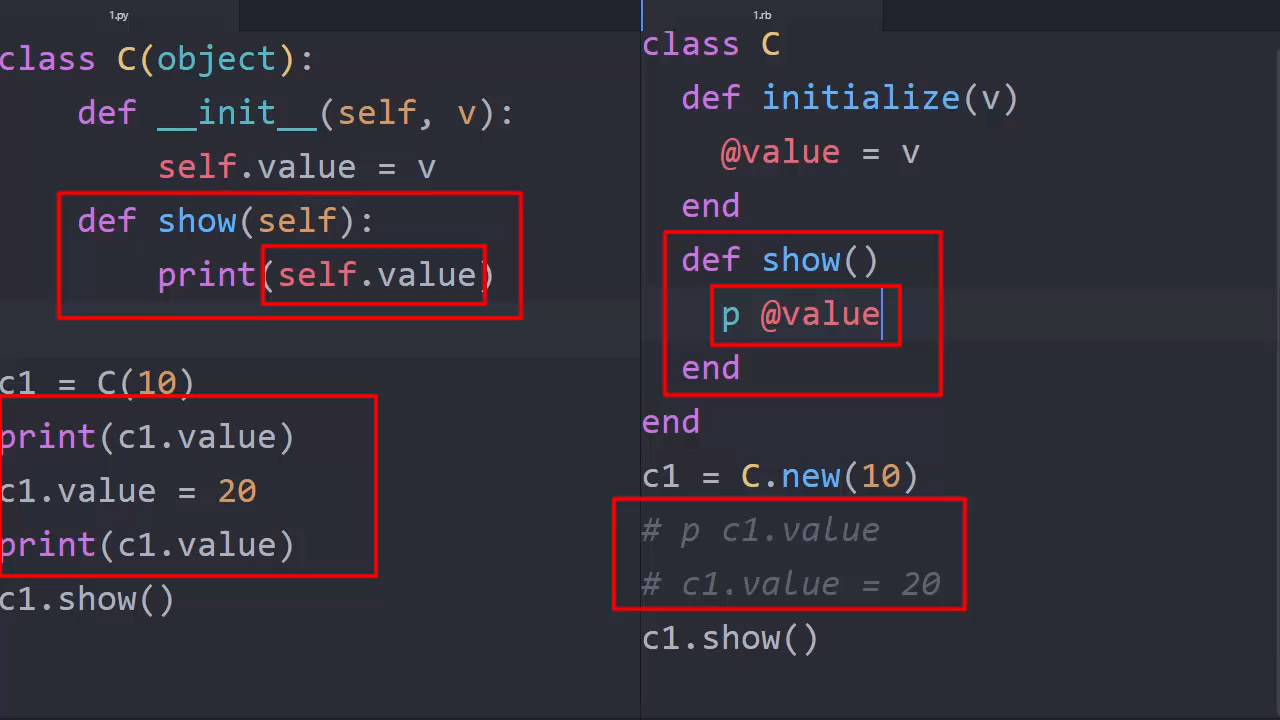 1.py
class C(object):
    def __init__(self, v):
        self.value = v
    def show(self):
        print(self.value)
c1 = C(10)
print(c1.value)
c1.value = 20
print(c1.value)
c1.show()
1.rb
class C
  def initialize(v)
    @value = v
  end
  def show()
    p @value
  end
end
c1 = C.new(10)
# p c1.value
# c1.value = 20
c1.show()